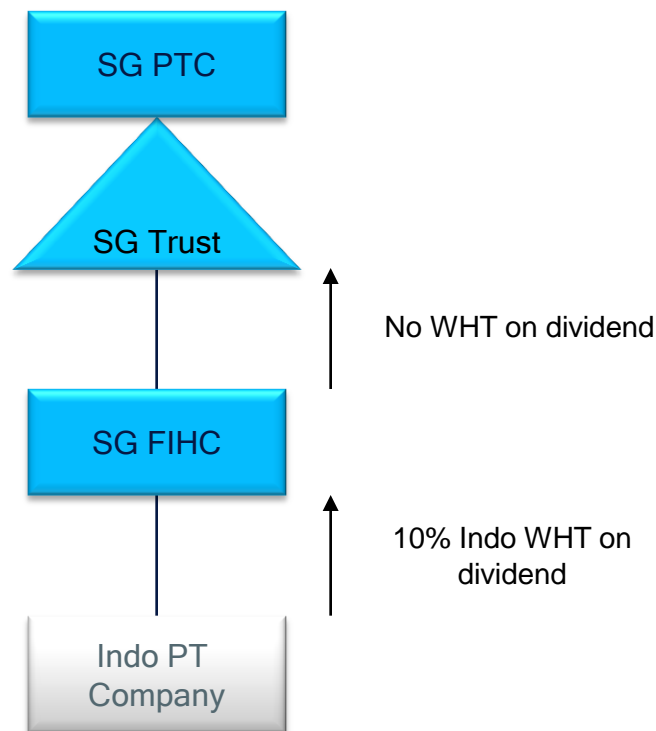 SG PTC
SG Trust
No WHT on dividend
SG FIHC
10% Indo WHT on
dividend
Indo PT
Company